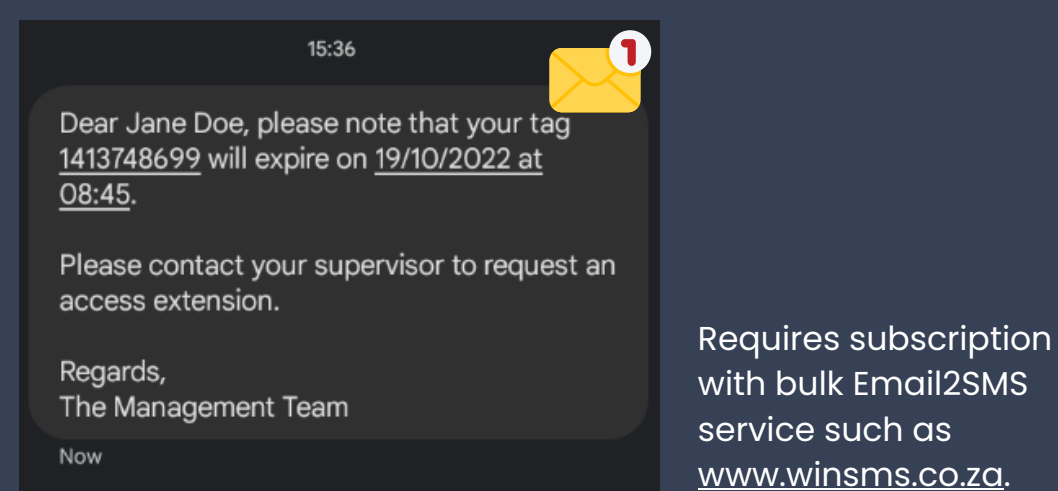 15:36
1
Dear Jane Doe, please note that your tag
1413748699 will expire on 19/10/2022 at
08:45.
Please contact your supervisor to request an
access extension.
Regards,
The Management Team
Now
Requires subscription
with bulk Email2SMS
service such as
www.winsms.co.za.